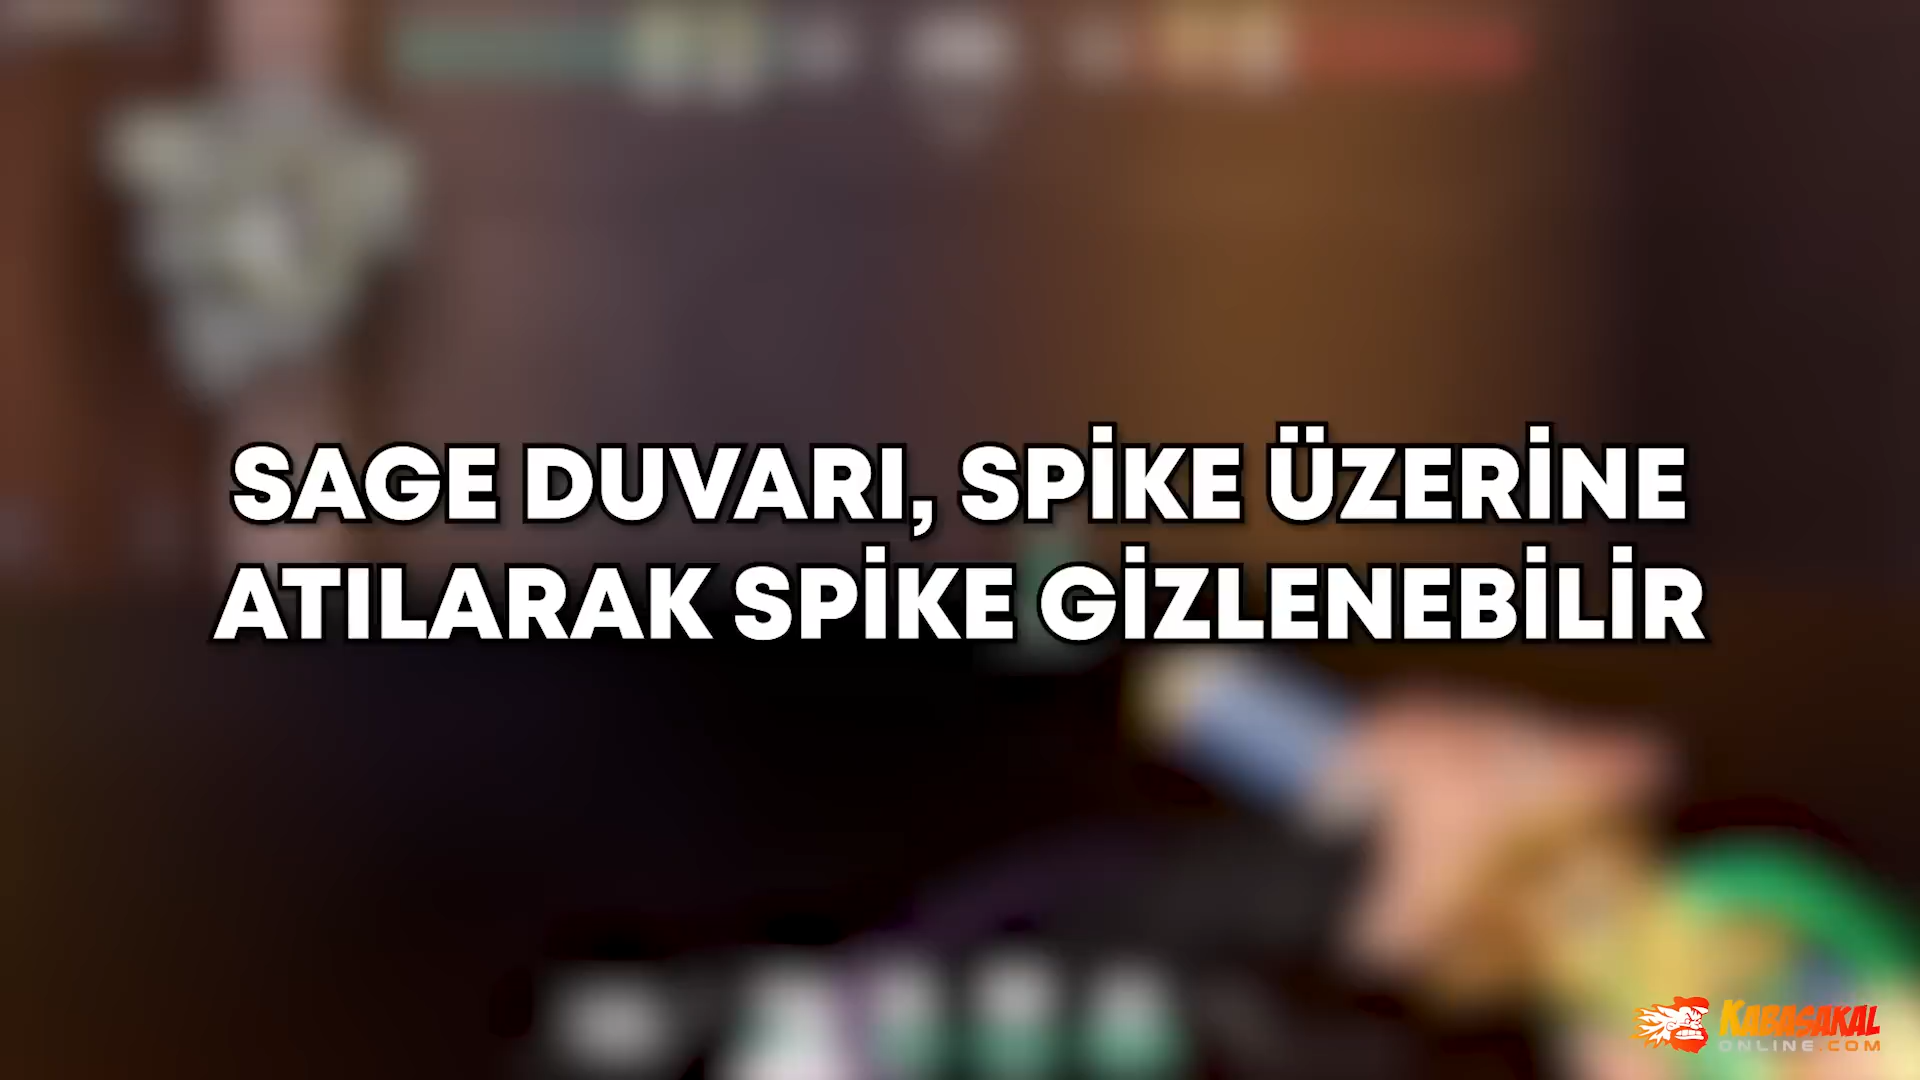 SAGE DUVARI, SPİKE ÜZERİNE
ATILARAK SPİKE GİZLENEBİLİR
KABASAKAL
ONLINE.COM